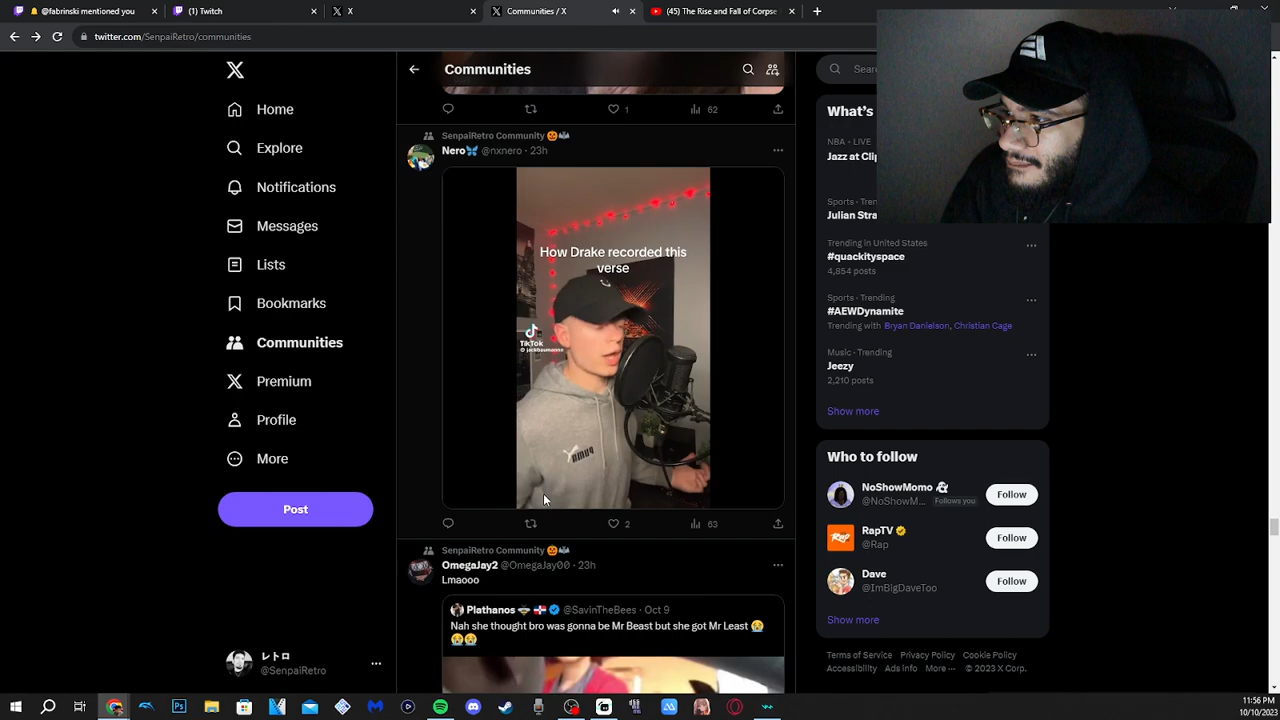 @fabrinski mentioned you
(1) Twitch
X
Communities / X
(45) The Rise and Fall of Corpse
twitter.com/SenpaiRetro/communities
Home
Explore
Notifications
Messages
Lists
Bookmarks
Communities
Premium
Profile
More
Post
レトロ
@SenpaiRetro
Communities
1
62
SenpaiRetro Community 🎃🦇
Nero🦋 @nxnero · 23h
How Drake recorded this
verse
TikTok
PUMA
2
63
SenpaiRetro Community 🎃🦇
OmegaJay2 @OmegaJay00 · 23h
Lmaooo
Plathanos 🇩🇴 @SavInTheBees · Oct 9
Nah she thought bro was gonna be Mr Beast but she got Mr Least 😭
😭😭
Sear
What's
NBA · LIVE
Jazz at Clip
Sports · Tren
Julian Stra
Trending in United States
#quackityspace
4,854 posts
Sports · Trending
#AEWDynamite
Trending with Bryan Danielson, Christian Cage
Music · Trending
Jeezy
2,210 posts
Show more
Who to follow
NoShowMomo
@NoShowM... Follows you
Follow
RapTV
@Rap
Follow
Dave
@ImBigDaveToo
Follow
Show more
Terms of Service Privacy Policy Cookie Policy
Accessibility Ads info More ··· © 2023 X Corp.
11:56 PM
10/10/2023